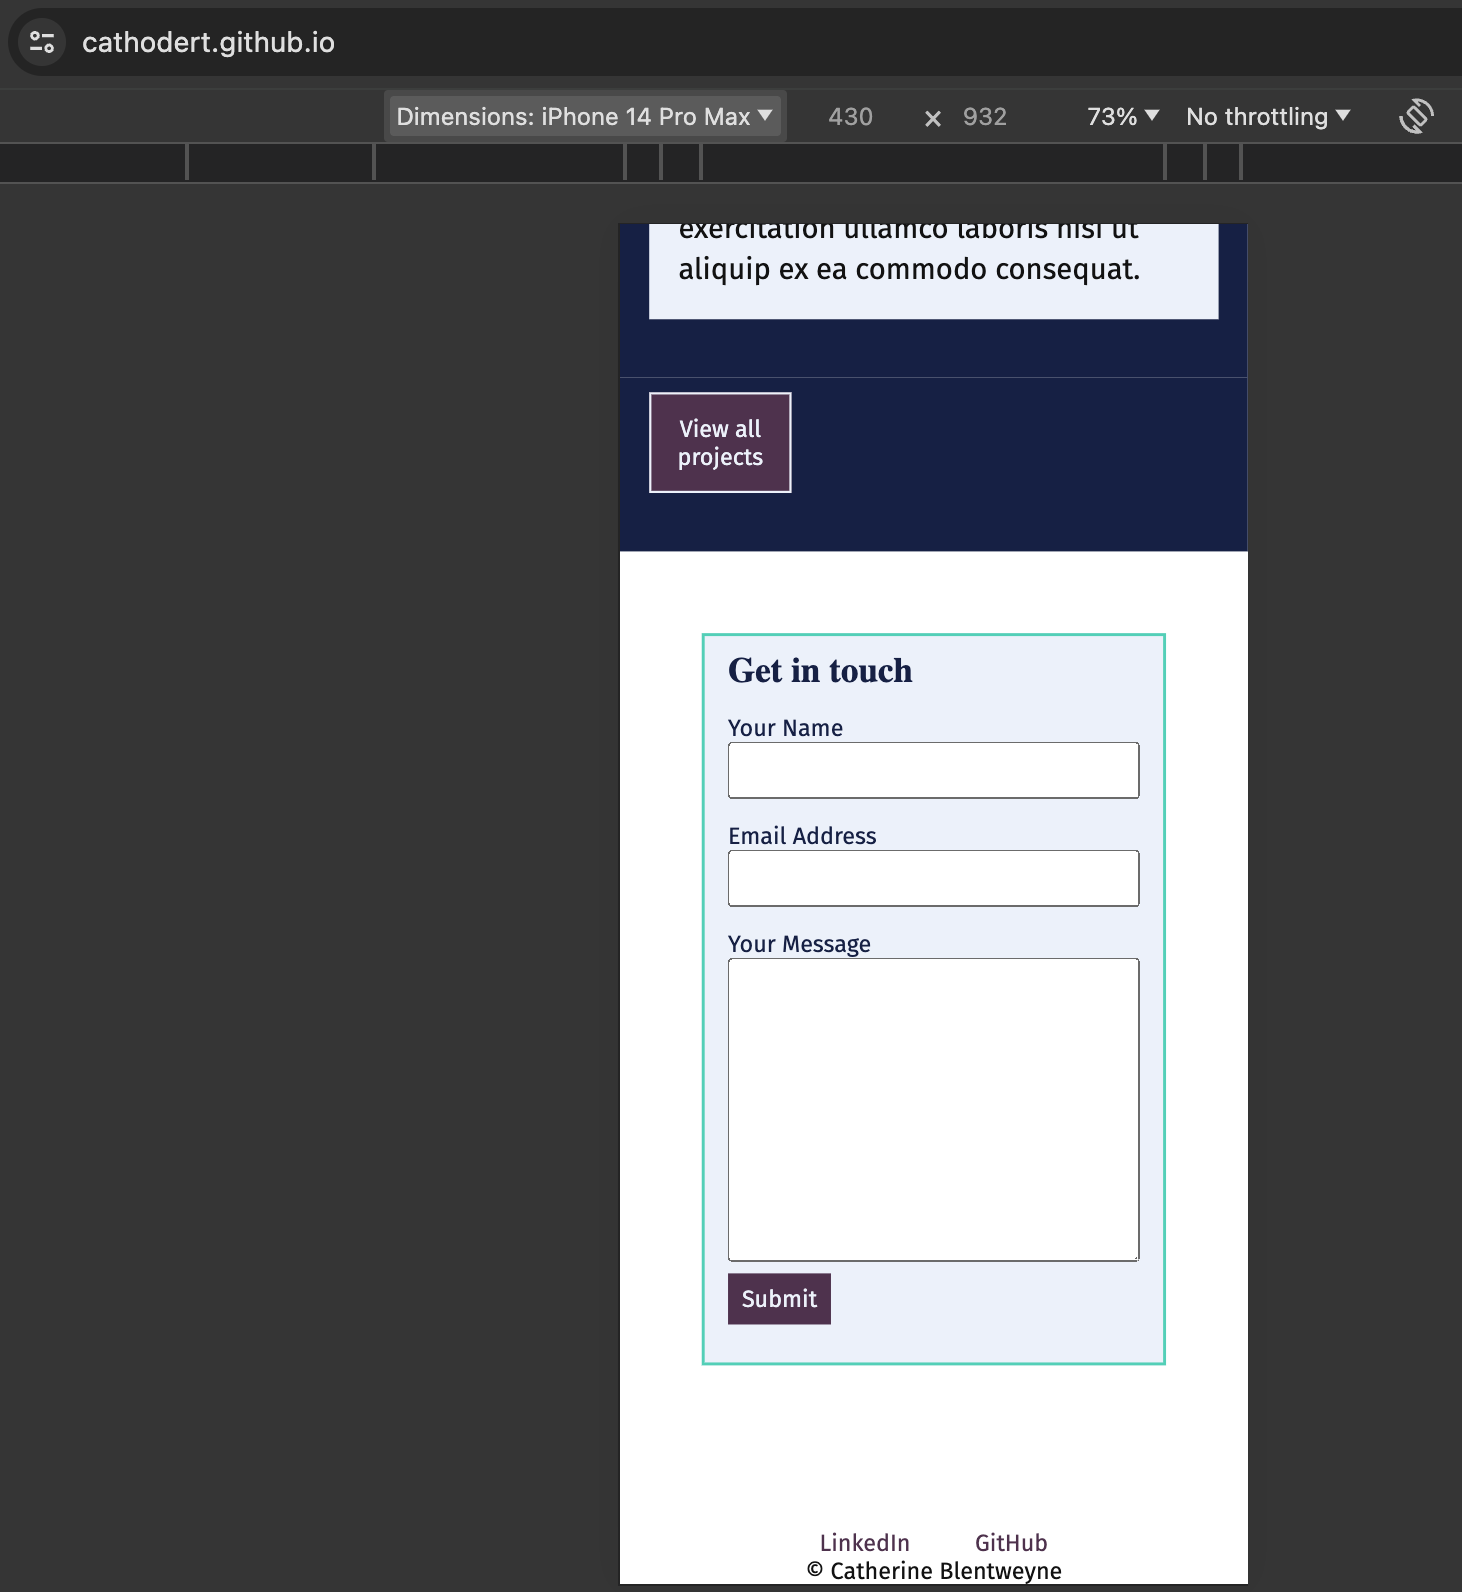 cathodert.github.io
Dimensions: iPhone 14 Pro Max 430 × 932 73% No throttling
exercitation ullamco laboris nisi ut
aliquip ex ea commodo consequat.
View all
projects
Get in touch
Your Name
Email Address
Your Message
Submit
LinkedIn GitHub
© Catherine Blentweyne